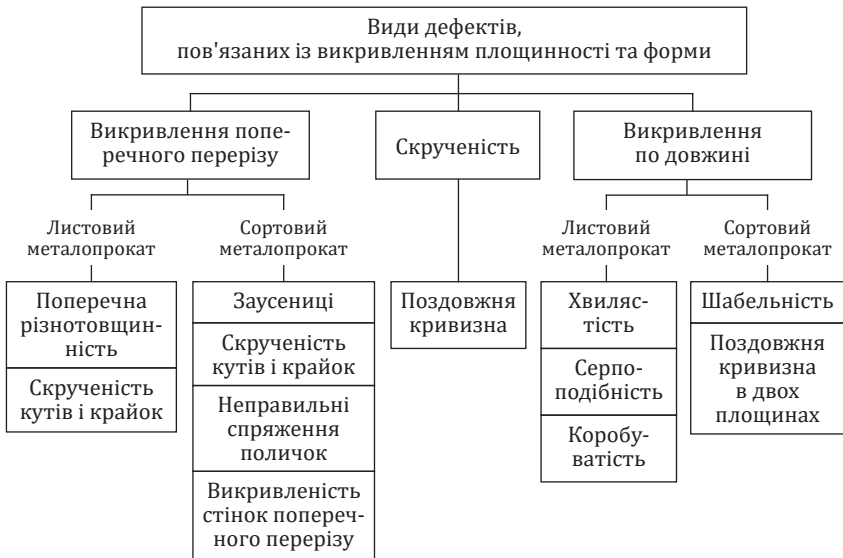 Види дефектів,
пов'язаних із викривленням площинності та форми
Викривлення попе-
речного перерізу
Скрученість
Викривлення
по довжині
Листовий
металопрокат
Сортовий
металопрокат
Листовий
металопрокат
Сортовий
металопрокат
Поперечна
різнотовщин-
ність
Скрученість
кутів і крайок
Заусениці
Скрученість
кутів і крайок
Неправильні
спряження
поличок
Викривленість
стінок попереч-
ного перерізу
Поздовжня
кривизна
Хвиляс-
тість
Серпо-
подібність
Коробу-
ватість
Шабельність
Поздовжня
кривизна
в двох
площинах